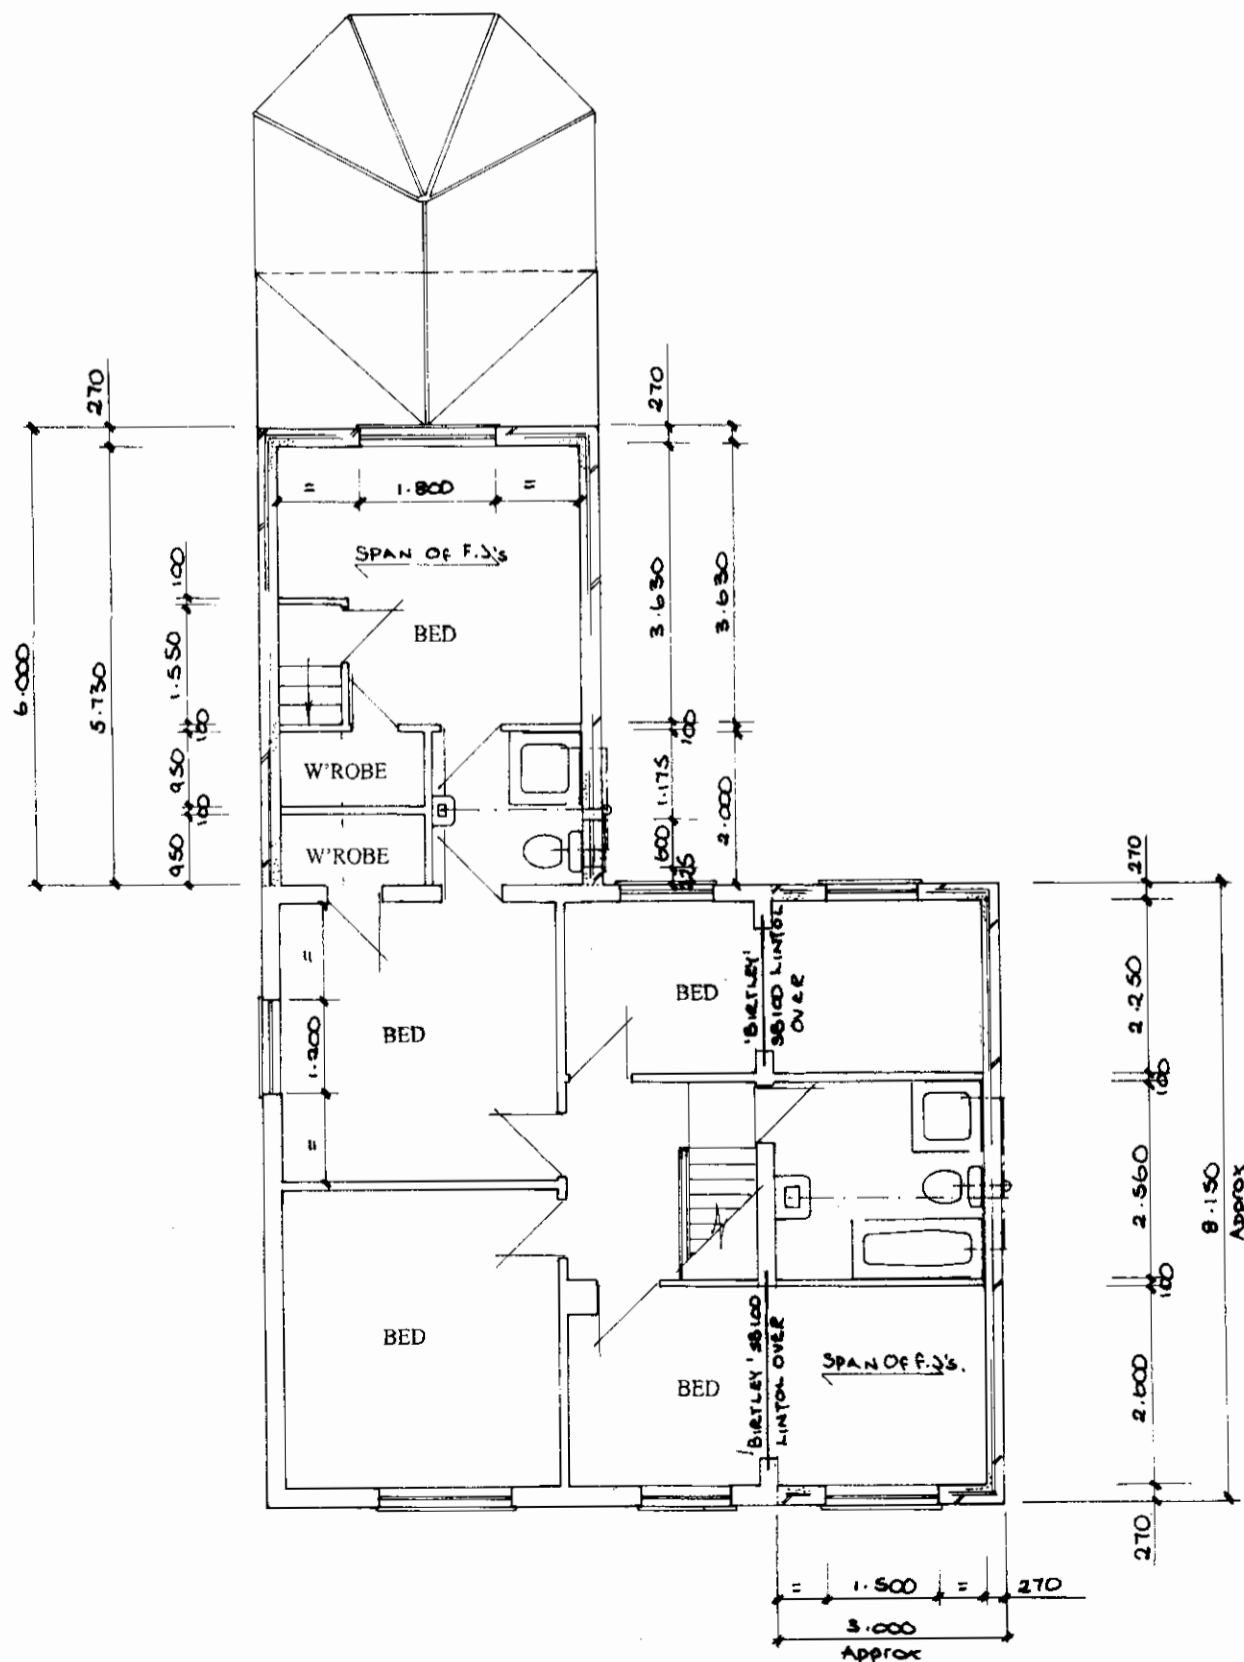 270
270
6.000
5.730
100
1.550
100
950
100
950
=
1.800
=
SPAN OF F.J's
BED
W'ROBE
W'ROBE
3.630
3.630
100
1.175
600
225
2.000
=
1.200
=
BED
BED
'BIRTLEY'
SB100 LINTOL
OVER
270
2.250
100
2.560
100
2.600
270
8.150
Approx
BED
BED
'BIRTLEY' SB100
LINTOL OVER
SPAN OF F.J's.
=
1.500
=
270
3.000
Approx